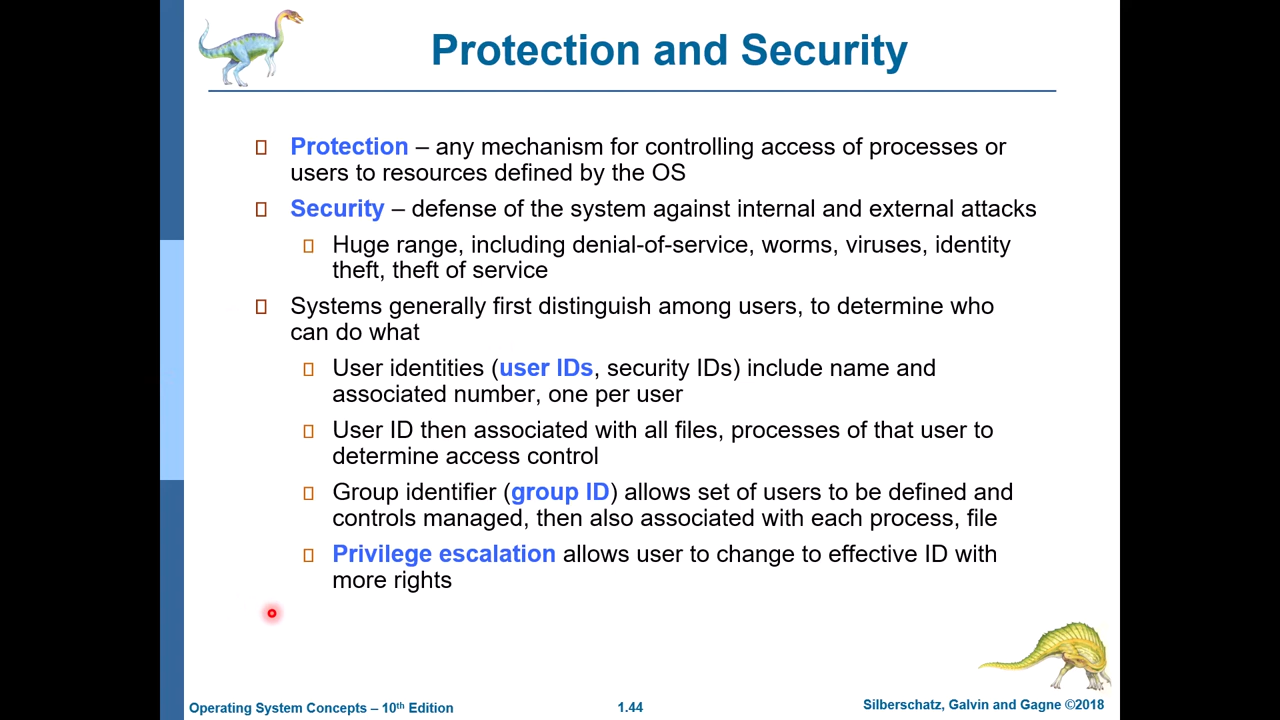 Protection and Security
Protection – any mechanism for controlling access of processes or
users to resources defined by the OS
Security – defense of the system against internal and external attacks
Huge range, including denial-of-service, worms, viruses, identity
theft, theft of service
Systems generally first distinguish among users, to determine who
can do what
User identities (user IDs, security IDs) include name and
associated number, one per user
User ID then associated with all files, processes of that user to
determine access control
Group identifier (group ID) allows set of users to be defined and
controls managed, then also associated with each process, file
Privilege escalation allows user to change to effective ID with
more rights
Operating System Concepts – 10th Edition
1.44
Silberschatz, Galvin and Gagne ©2018